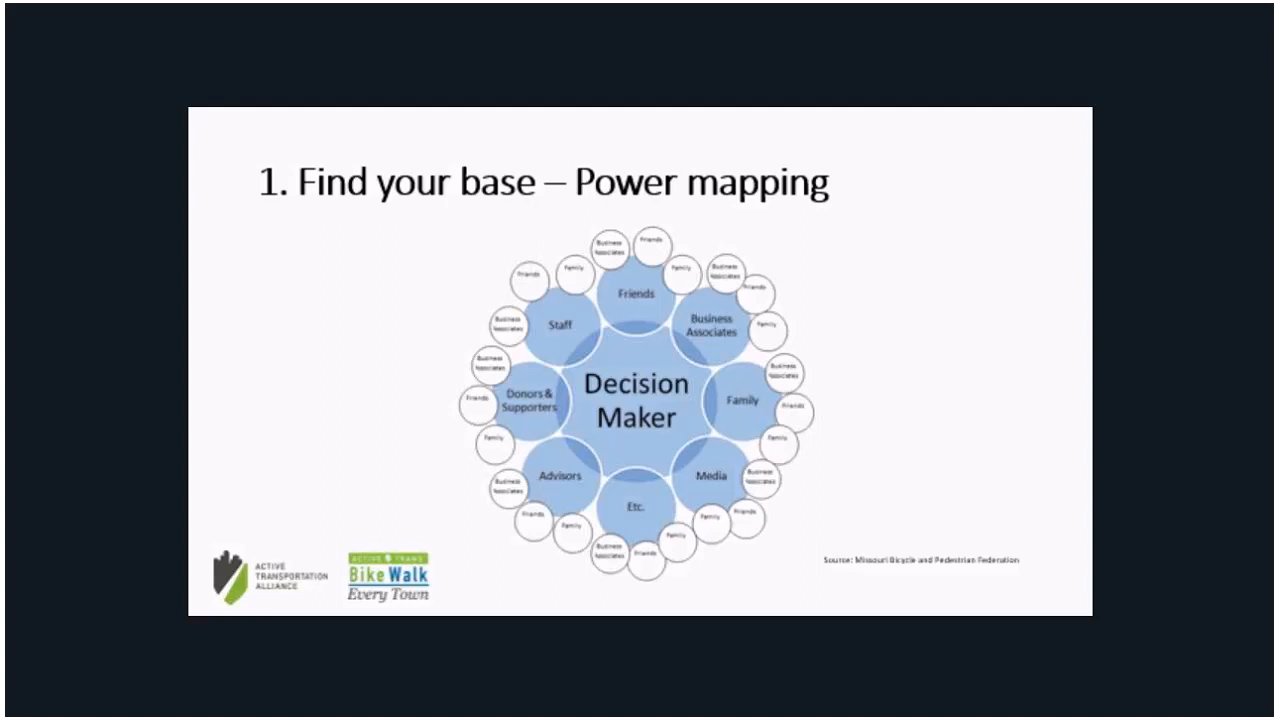 1. Find your base – Power mapping
Business
Associates
Friends
Family
Friends
Family
Business
Associates
Friends
Family
Friends
Staff
Business
Associates
Business
Associates
Business
Associates
Donors &
Supporters
Friends
Family
Decision
Maker
Family
Business
Associates
Friends
Family
Advisors
Business
Associates
Friends
Family
Media
Business
Associates
Friends
Family
Etc.
Business
Associates
Friends
Family
ACTIVE
TRANSPORTATION
ALLIANCE
ACTIVE TRANS
Bike Walk
Every Town
Source: Missouri Bicycle and Pedestrian Federation